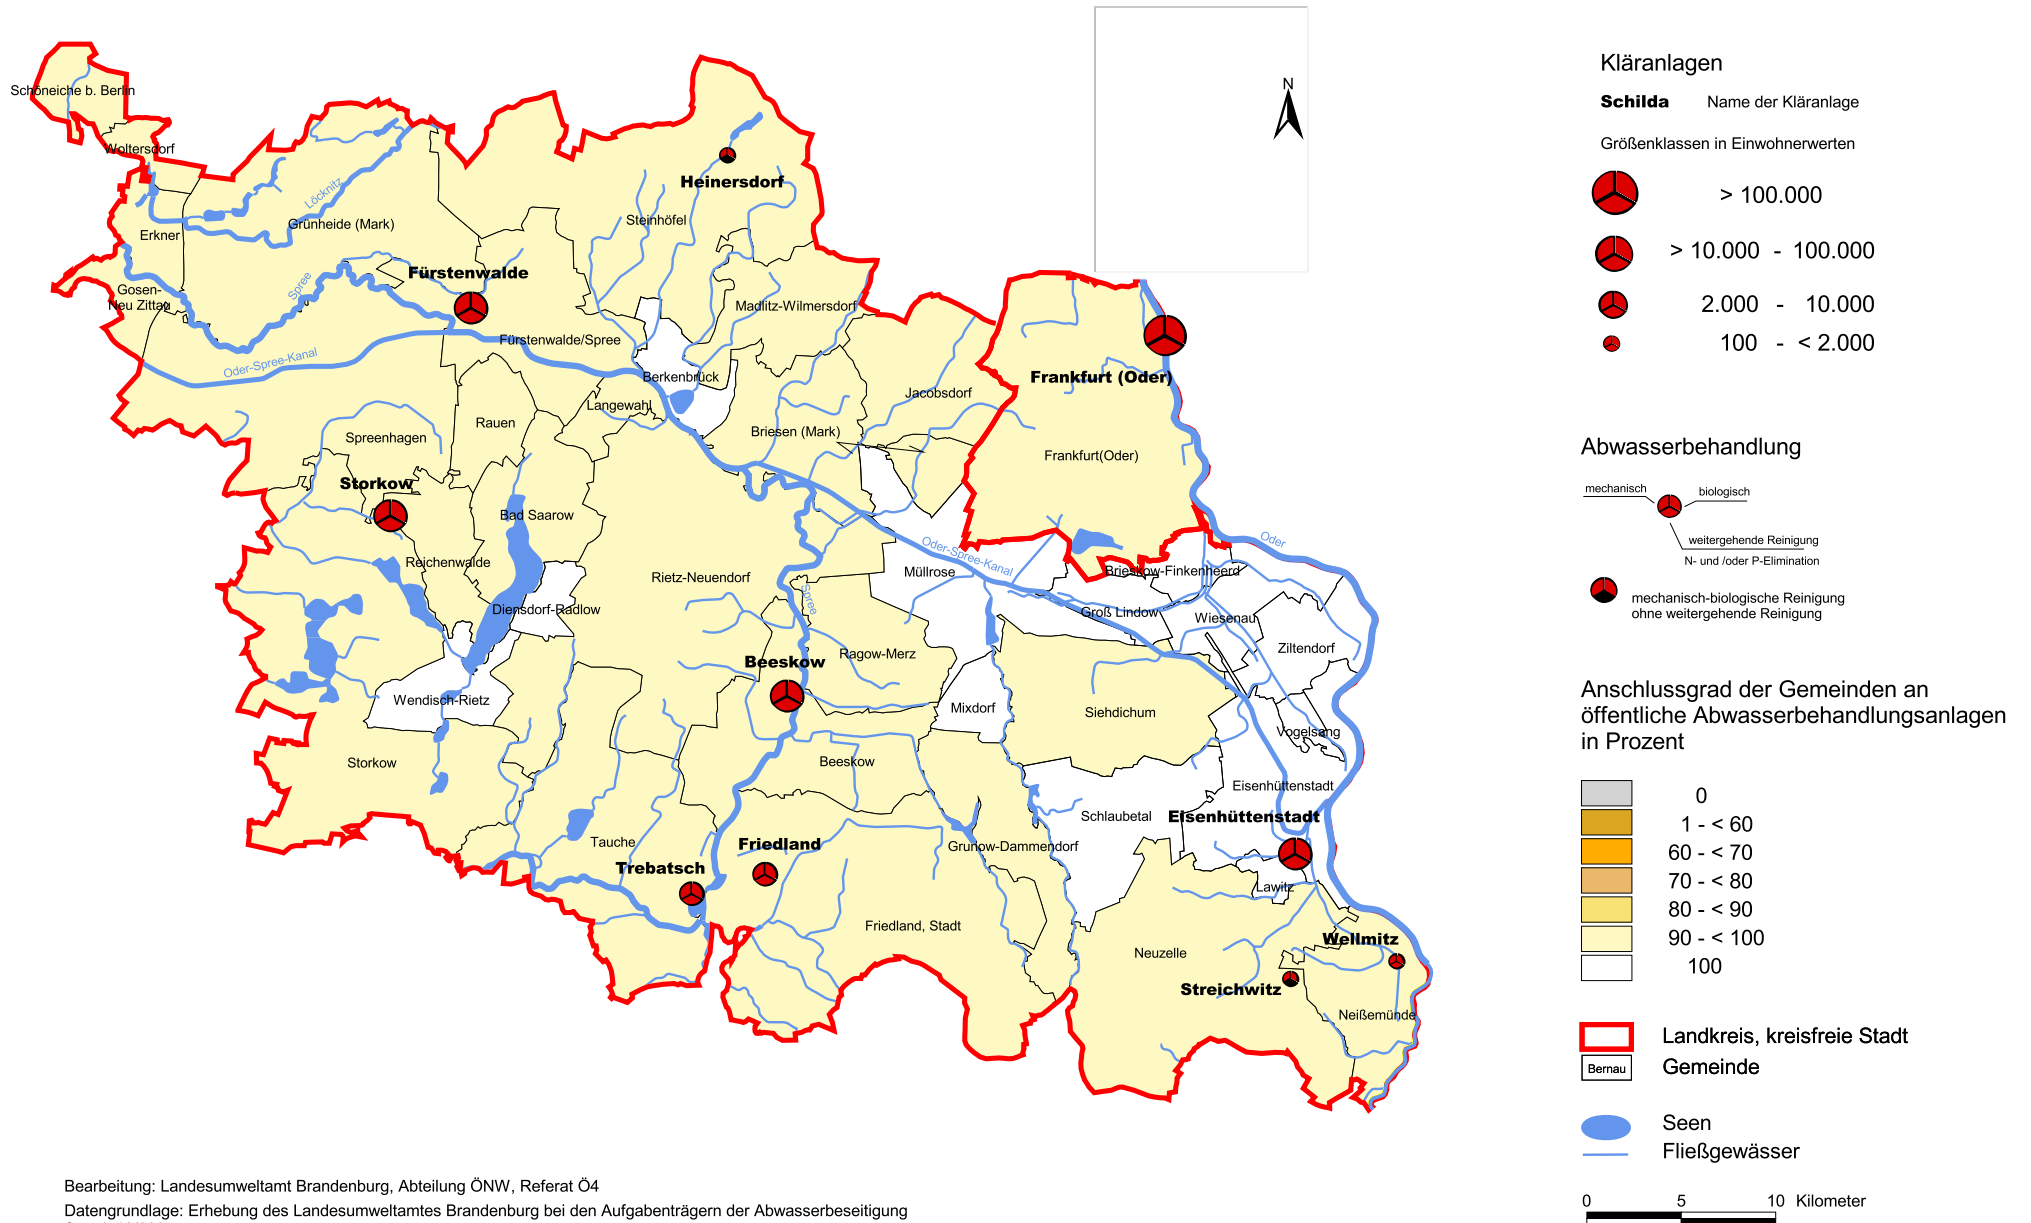 Schöneiche b. Berlin
Woltersdorf
Erkner
Gosen-
Neu Zittau
Löcknitz
Grünheide (Mark)
Spree
Fürstenwalde
Oder-Spree-Kanal
Fürstenwalde/Spree
Heinersdorf
Steinhöfel
Madlitz-Wilmersdorf
Berkenbrück
Langewahl
Rauen
Spreenhagen
Storkow
Bad Saarow
Reichenwalde
Diensdorf-Radlow
Wendisch-Rietz
Storkow
Briesen (Mark)
Jacobsdorf
Frankfurt (Oder)
Frankfurt(Oder)
Rietz-Neuendorf
Spree
Oder-Spree-Kanal
Müllrose
Oder
Brieskow-Finkenheerd
Groß Lindow
Wiesenau
Ziltendorf
Ragow-Merz
Beeskow
Mixdorf
Siehdichum
Vogelsang
Beeskow
Eisenhüttenstadt
Schlaubetal
Eisenhüttenstadt
Tauche
Trebatsch
Friedland
Grunow-Dammendorf
Lawitz
Friedland, Stadt
Neuzelle
Wellmitz
Streichwitz
Neißemünde
N
Kläranlagen
Schilda Name der Kläranlage
Größenklassen in Einwohnerwerten
> 100.000
> 10.000 - 100.000
2.000 - 10.000
100 - < 2.000
Abwasserbehandlung
mechanisch
biologisch
weitergehende Reinigung
N- und /oder P-Elimination
mechanisch-biologische Reinigung
ohne weitergehende Reinigung
Anschlussgrad der Gemeinden an
öffentliche Abwasserbehandlungsanlagen
in Prozent
0
1 - < 60
60 - < 70
70 - < 80
80 - < 90
90 - < 100
100
Landkreis, kreisfreie Stadt
Bernau Gemeinde
Seen
Fließgewässer
0 5 10 Kilometer
Bearbeitung: Landesumweltamt Brandenburg, Abteilung ÖNW, Referat Ö4
Datengrundlage: Erhebung des Landesumweltamtes Brandenburg bei den Aufgabenträgern der Abwasserbeseitigung